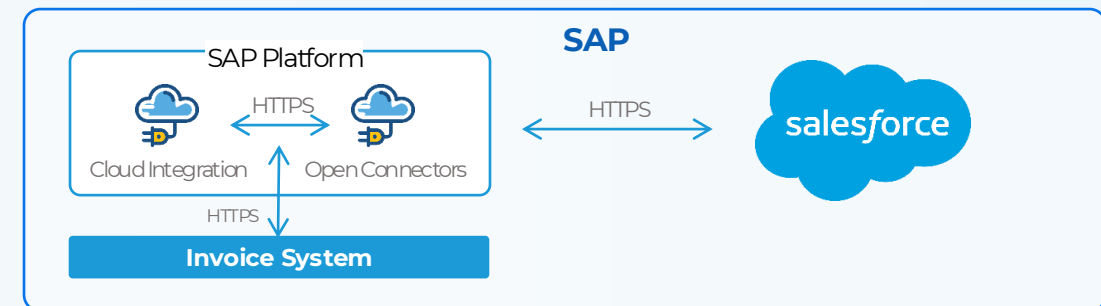 SAP
SAP Platform
HTTPS
Cloud Integration
Open Connectors
HTTPS
salesforce
HTTPS
Invoice System